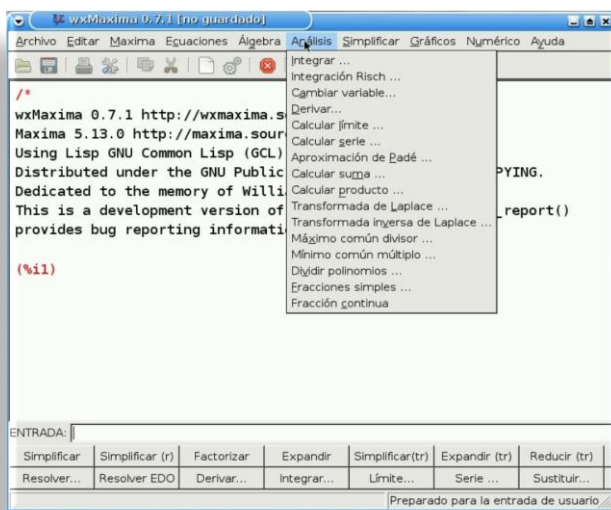 wxMaxima 0.7.1 [no guardado]
Archivo Editar Maxima Ecuaciones Álgebra Análisis Simplificar Gráficos Numérico Ayuda
Integrar ...
Integración Risch ...
Cambiar variable...
Derivar...
Calcular límite ...
Calcular serie ...
Aproximación de Padé ...
Calcular suma ...
Calcular producto ...
Transformada de Laplace ...
Transformada inversa de Laplace ...
Máximo común divisor ...
Mínimo común múltiplo ...
Dividir polinomios ...
Fracciones simples ...
Fracción continua
/*
wxMaxima 0.7.1 http://wxmaxima.s
Maxima 5.13.0 http://maxima.sour
Using Lisp GNU Common Lisp (GCL)
Distributed under the GNU Public PYING.
Dedicated to the memory of Willi
This is a development version of _report()
provides bug reporting informati
(%i1)
ENTRADA:
Simplificar Simplificar (r) Factorizar Expandir Simplificar(tr) Expandir (tr) Reducir (tr)
Resolver... Resolver EDO Derivar... Integrar... Límite... Serie ... Sustituir...
Preparado para la entrada de usuario